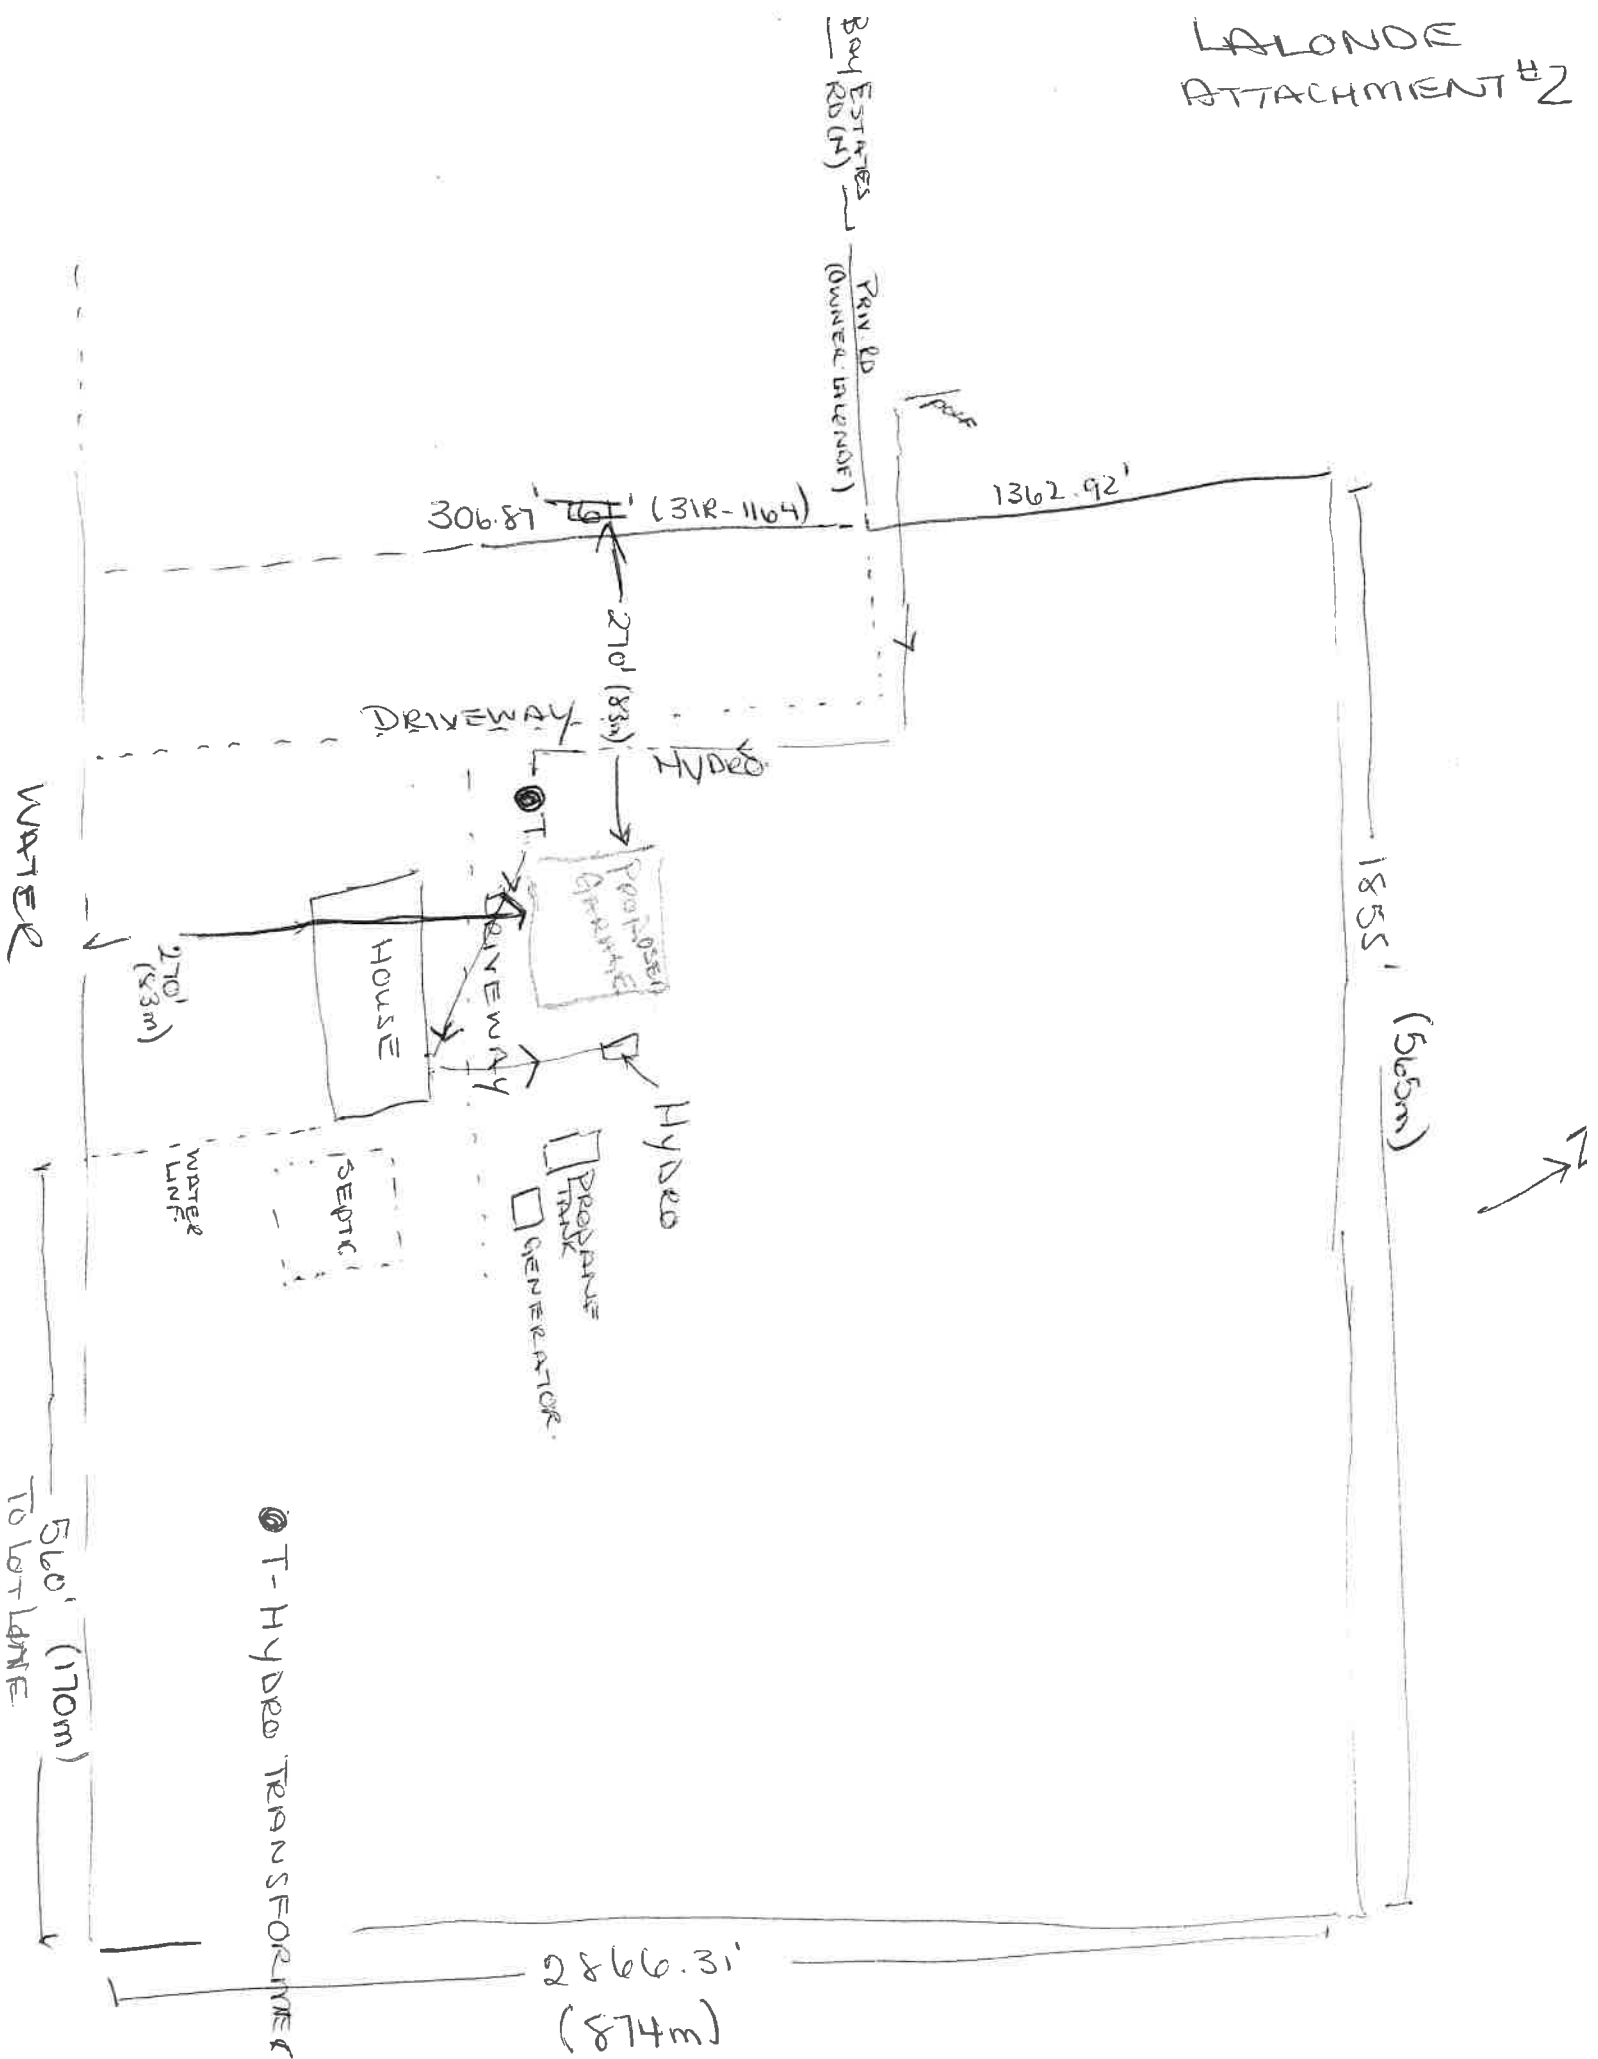 LALONDE
ATTACHMENT #2
Bay ESTATES
RD (N)
PRIV. RD
(OWNER: LALONDE)
1362.92'
306.87' (31R-1164)
270' (83m)
DRIVEWAY
HYDRO
T
PROPOSED
GARAGE
DRIVEWAY
HOUSE
270'
(83m)
WATER
HYDRO
PROPANE
TANK
GENERATOR
SEPTIC
WATER
LINE
1855' (565m)
N
560' (170m)
TO LOT LINE
T - HYDRO TRANSFORMER
2866.31'
(874m)